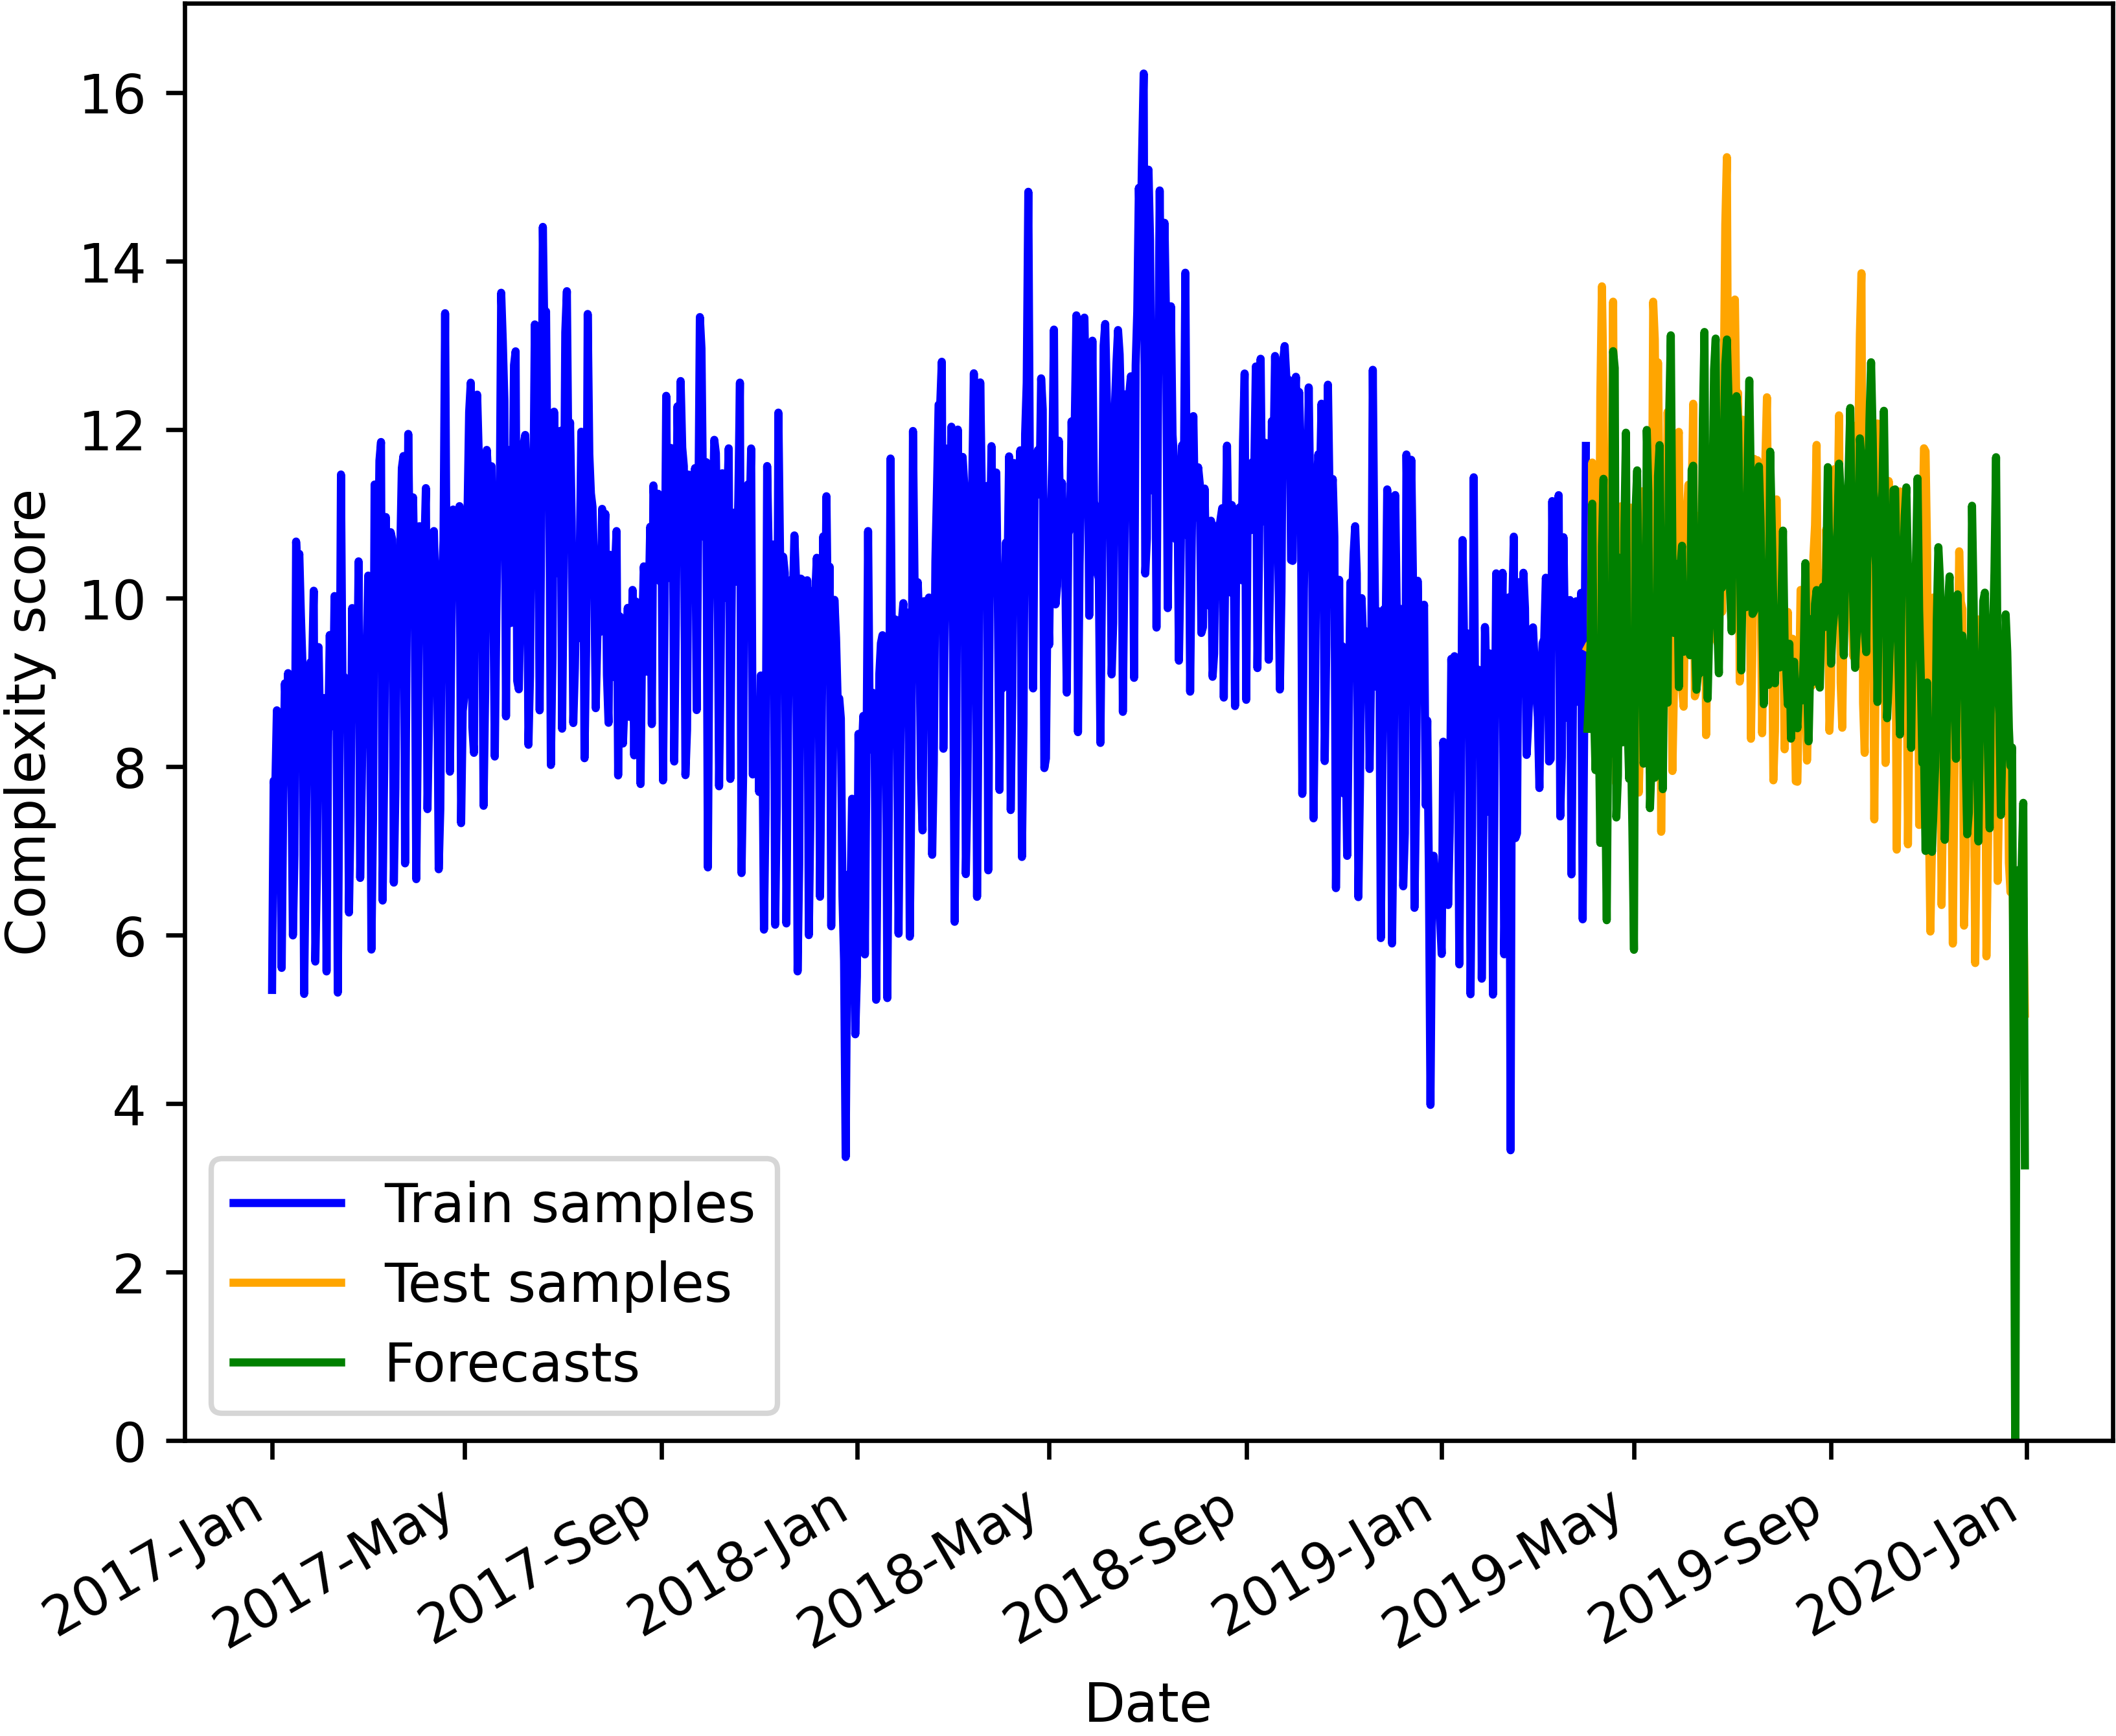 16
14
12
10
8
6
4
2
0
Complexity score
Train samples
Test samples
Forecasts
2017-Jan
2017-May
2017-Sep
2018-Jan
2018-May
2018-Sep
2019-Jan
2019-May
2019-Sep
2020-Jan
Date